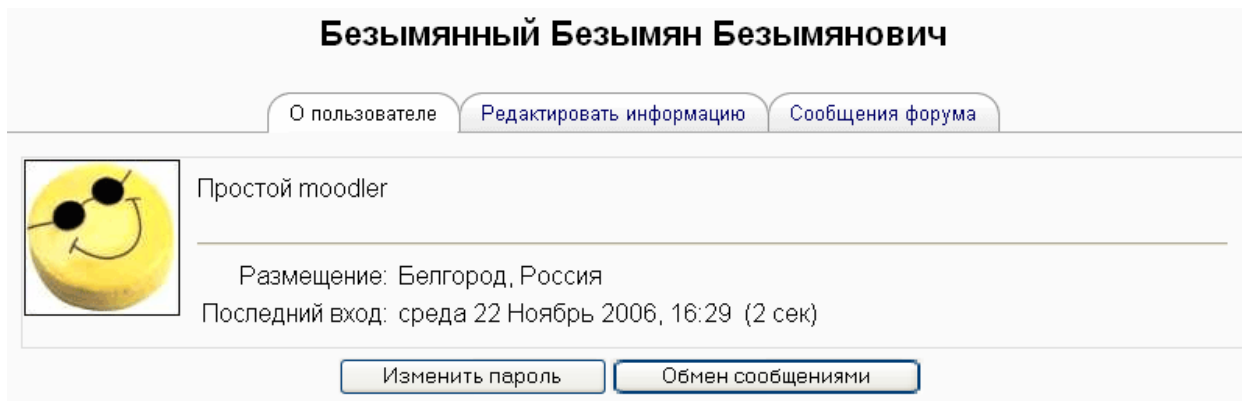 Безымянный Безымян Безымянович
О пользователе Редактировать информацию Сообщения форума
Простой moodler
Размещение: Белгород, Россия
Последний вход: среда 22 Ноябрь 2006, 16:29 (2 сек)
Изменить пароль Обмен сообщениями